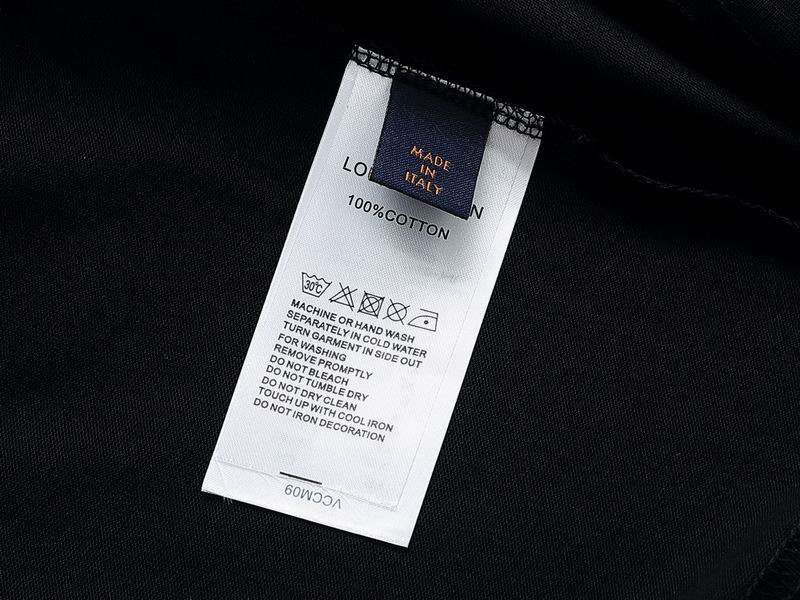 MADE
IN
ITALY
100%COTTON
30℃
MACHINE OR HAND WASH
SEPARATELY IN COLD WATER
TURN GARMENT IN SIDE OUT
FOR WASHING
REMOVE PROMPTLY
DO NOT BLEACH
DO NOT TUMBLE DRY
DO NOT DRY CLEAN
TOUCH UP WITH COOL IRON
DO NOT IRON DECORATION
VCCM09